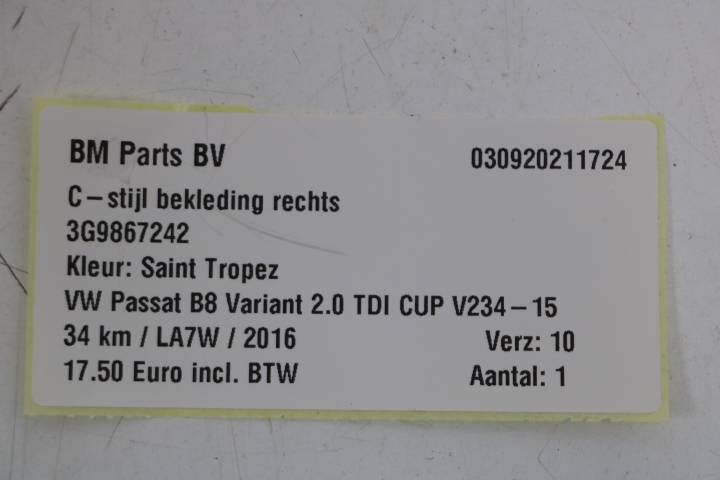 BM Parts BV 030920211724
C-stijl bekleding rechts
3G9867242
Kleur: Saint Tropez
VW Passat B8 Variant 2.0 TDI CUP V234-15
34 km / LA7W / 2016 Verz: 10
17.50 Euro incl. BTW Aantal: 1